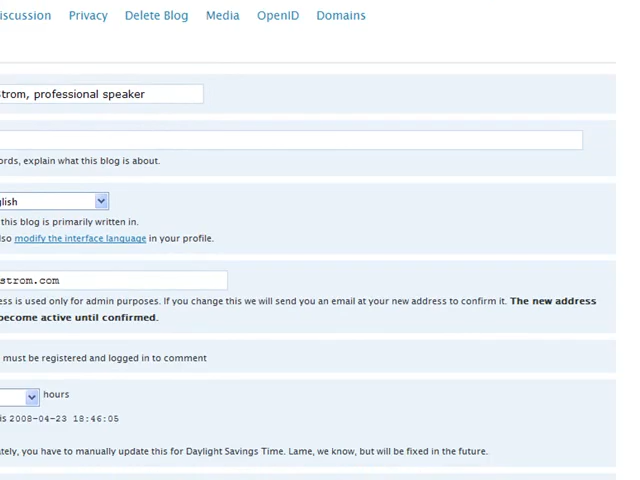 iscussion Privacy Delete Blog Media OpenID Domains
Strom, professional speaker
ords, explain what this blog is about.
glish
this blog is primarily written in.
lso modify the interface language in your profile.
strom.com
ess is used only for admin purposes. If you change this we will send you an email at your new address to confirm it. The new address
become active until confirmed.
must be registered and logged in to comment
hours
is 2008-04-23 18:46:05
ately, you have to manually update this for Daylight Savings Time. Lame, we know, but will be fixed in the future.